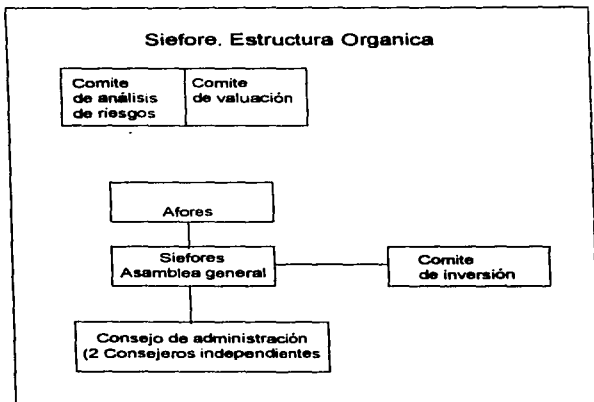 Siefore. Estructura Organica
Comite
de análisis
de riesgos
Comite
de valuación
Afores
Siefores
Asamblea general
Comite
de inversión
Consejo de administración
(2 Consejeros independientes